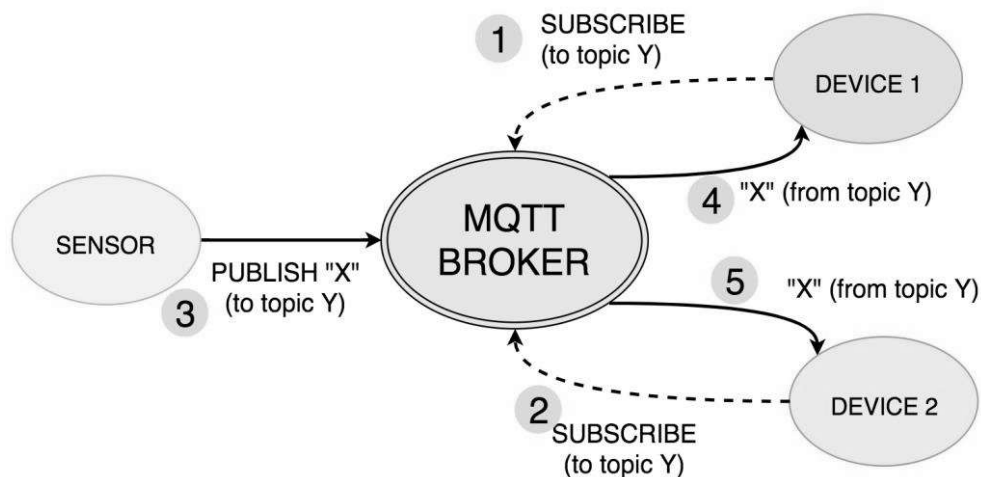 1
SUBSCRIBE
(to topic Y)
DEVICE 1
4
"X" (from topic Y)
MQTT
BROKER
SENSOR
PUBLISH "X"
(to topic Y)
3
5
"X" (from topic Y)
DEVICE 2
2
SUBSCRIBE
(to topic Y)